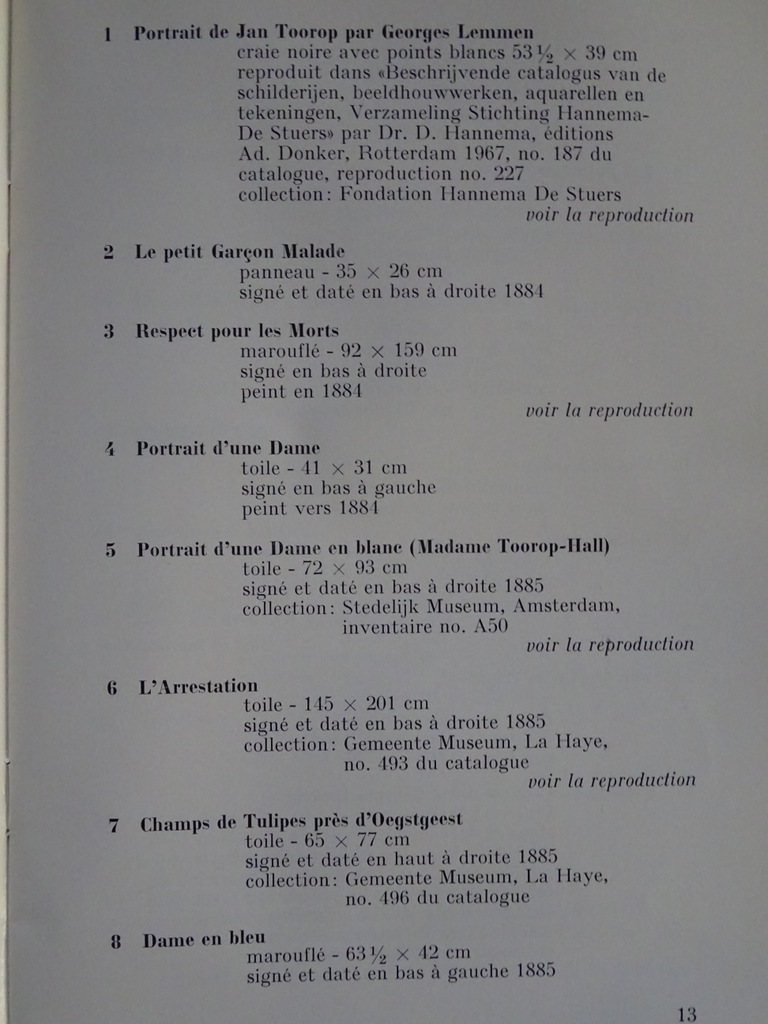 1 Portrait de Jan Toorop par Georges Lemmen
craie noire avec points blancs 53 ½ × 39 cm
reproduit dans «Beschrijvende catalogus van de
schilderijen, beeldhouwwerken, aquarellen en
tekeningen, Verzameling Stichting Hannema-
De Stuers» par Dr. D. Hannema, éditions
Ad. Donker, Rotterdam 1967, no. 187 du
catalogue, reproduction no. 227
collection: Fondation Hannema De Stuers
voir la reproduction
2 Le petit Garçon Malade
panneau - 35 × 26 cm
signé et daté en bas à droite 1884
3 Respect pour les Morts
marouflé - 92 × 159 cm
signé en bas à droite
peint en 1884
voir la reproduction
4 Portrait d'une Dame
toile - 41 × 31 cm
signé en bas à gauche
peint vers 1884
5 Portrait d'une Dame en blanc (Madame Toorop-Hall)
toile - 72 × 93 cm
signé et daté en bas à droite 1885
collection: Stedelijk Museum, Amsterdam,
inventaire no. A50
voir la reproduction
6 L'Arrestation
toile - 145 × 201 cm
signé et daté en bas à droite 1885
collection: Gemeente Museum, La Haye,
no. 493 du catalogue
voir la reproduction
7 Champs de Tulipes près d'Oegstgeest
toile - 65 × 77 cm
signé et daté en haut à droite 1885
collection: Gemeente Museum, La Haye,
no. 496 du catalogue
8 Dame en bleu
marouflé - 63 ½ × 42 cm
signé et daté en bas à gauche 1885
13